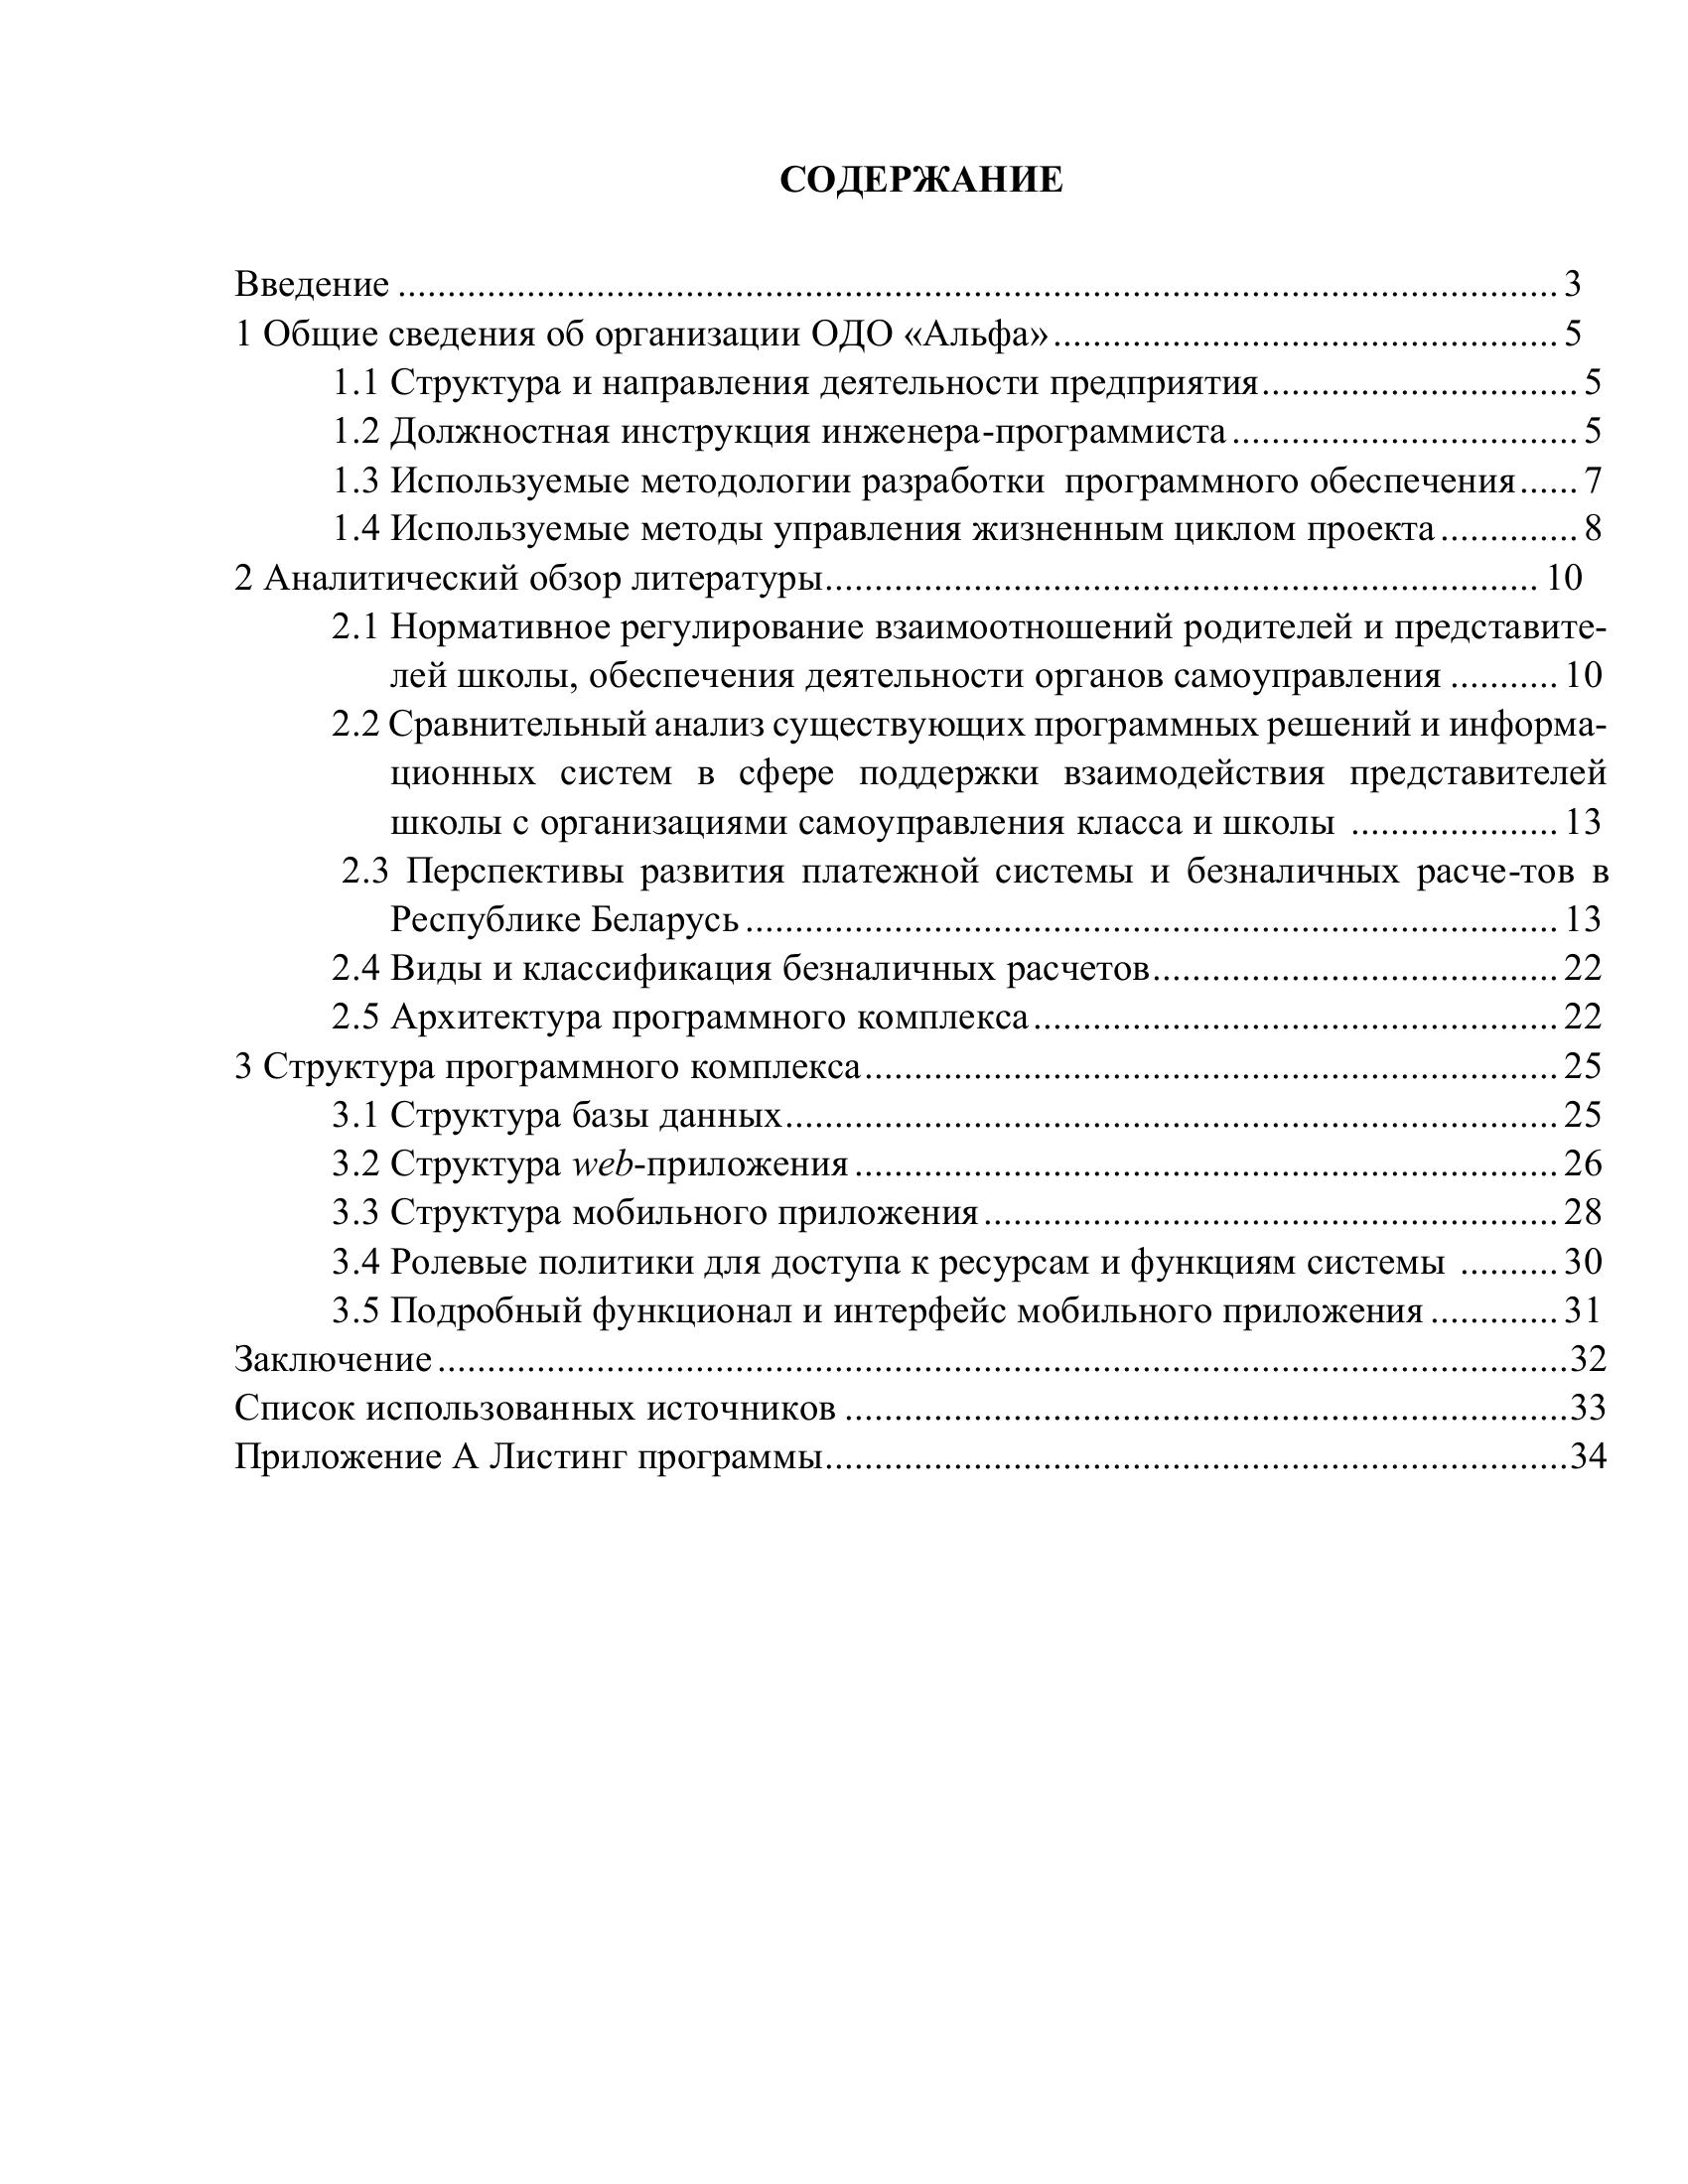 СОДЕРЖАНИЕ
Введение ........................................................................................................................ 3
1 Общие сведения об организации ОДО «Альфа».................................................... 5
1.1 Структура и направления деятельности предприятия................................ 5
1.2 Должностная инструкция инженера-программиста ................................... 5
1.3 Используемые методологии разработки  программного обеспечения...... 7
1.4 Используемые методы управления жизненным циклом проекта .............. 8
2 Аналитический обзор литературы......................................................................... 10
2.1 Нормативное регулирование взаимоотношений родителей и представите-
лей школы, обеспечения деятельности органов самоуправления ........... 10
2.2 Сравнительный анализ существующих программных решений и информа-
ционных систем в сфере поддержки взаимодействия представителей
школы с организациями самоуправления класса и школы ..................... 13
2.3 Перспективы развития платежной системы и безналичных расче-тов в
Республике Беларусь ................................................................................... 13
2.4 Виды и классификация безналичных расчетов......................................... 22
2.5 Архитектура программного комплекса...................................................... 22
3 Структура программного комплекса....................................................................... 25
3.1 Структура базы данных............................................................................... 25
3.2 Структура web-приложения ........................................................................ 26
3.3 Структура мобильного приложения........................................................... 28
3.4 Ролевые политики для доступа к ресурсам и функциям системы .......... 30
3.5 Подробный функционал и интерфейс мобильного приложения ............. 31
Заключение ...................................................................................................................32
Список использованных источников .........................................................................33
Приложение А Листинг программы...........................................................................34